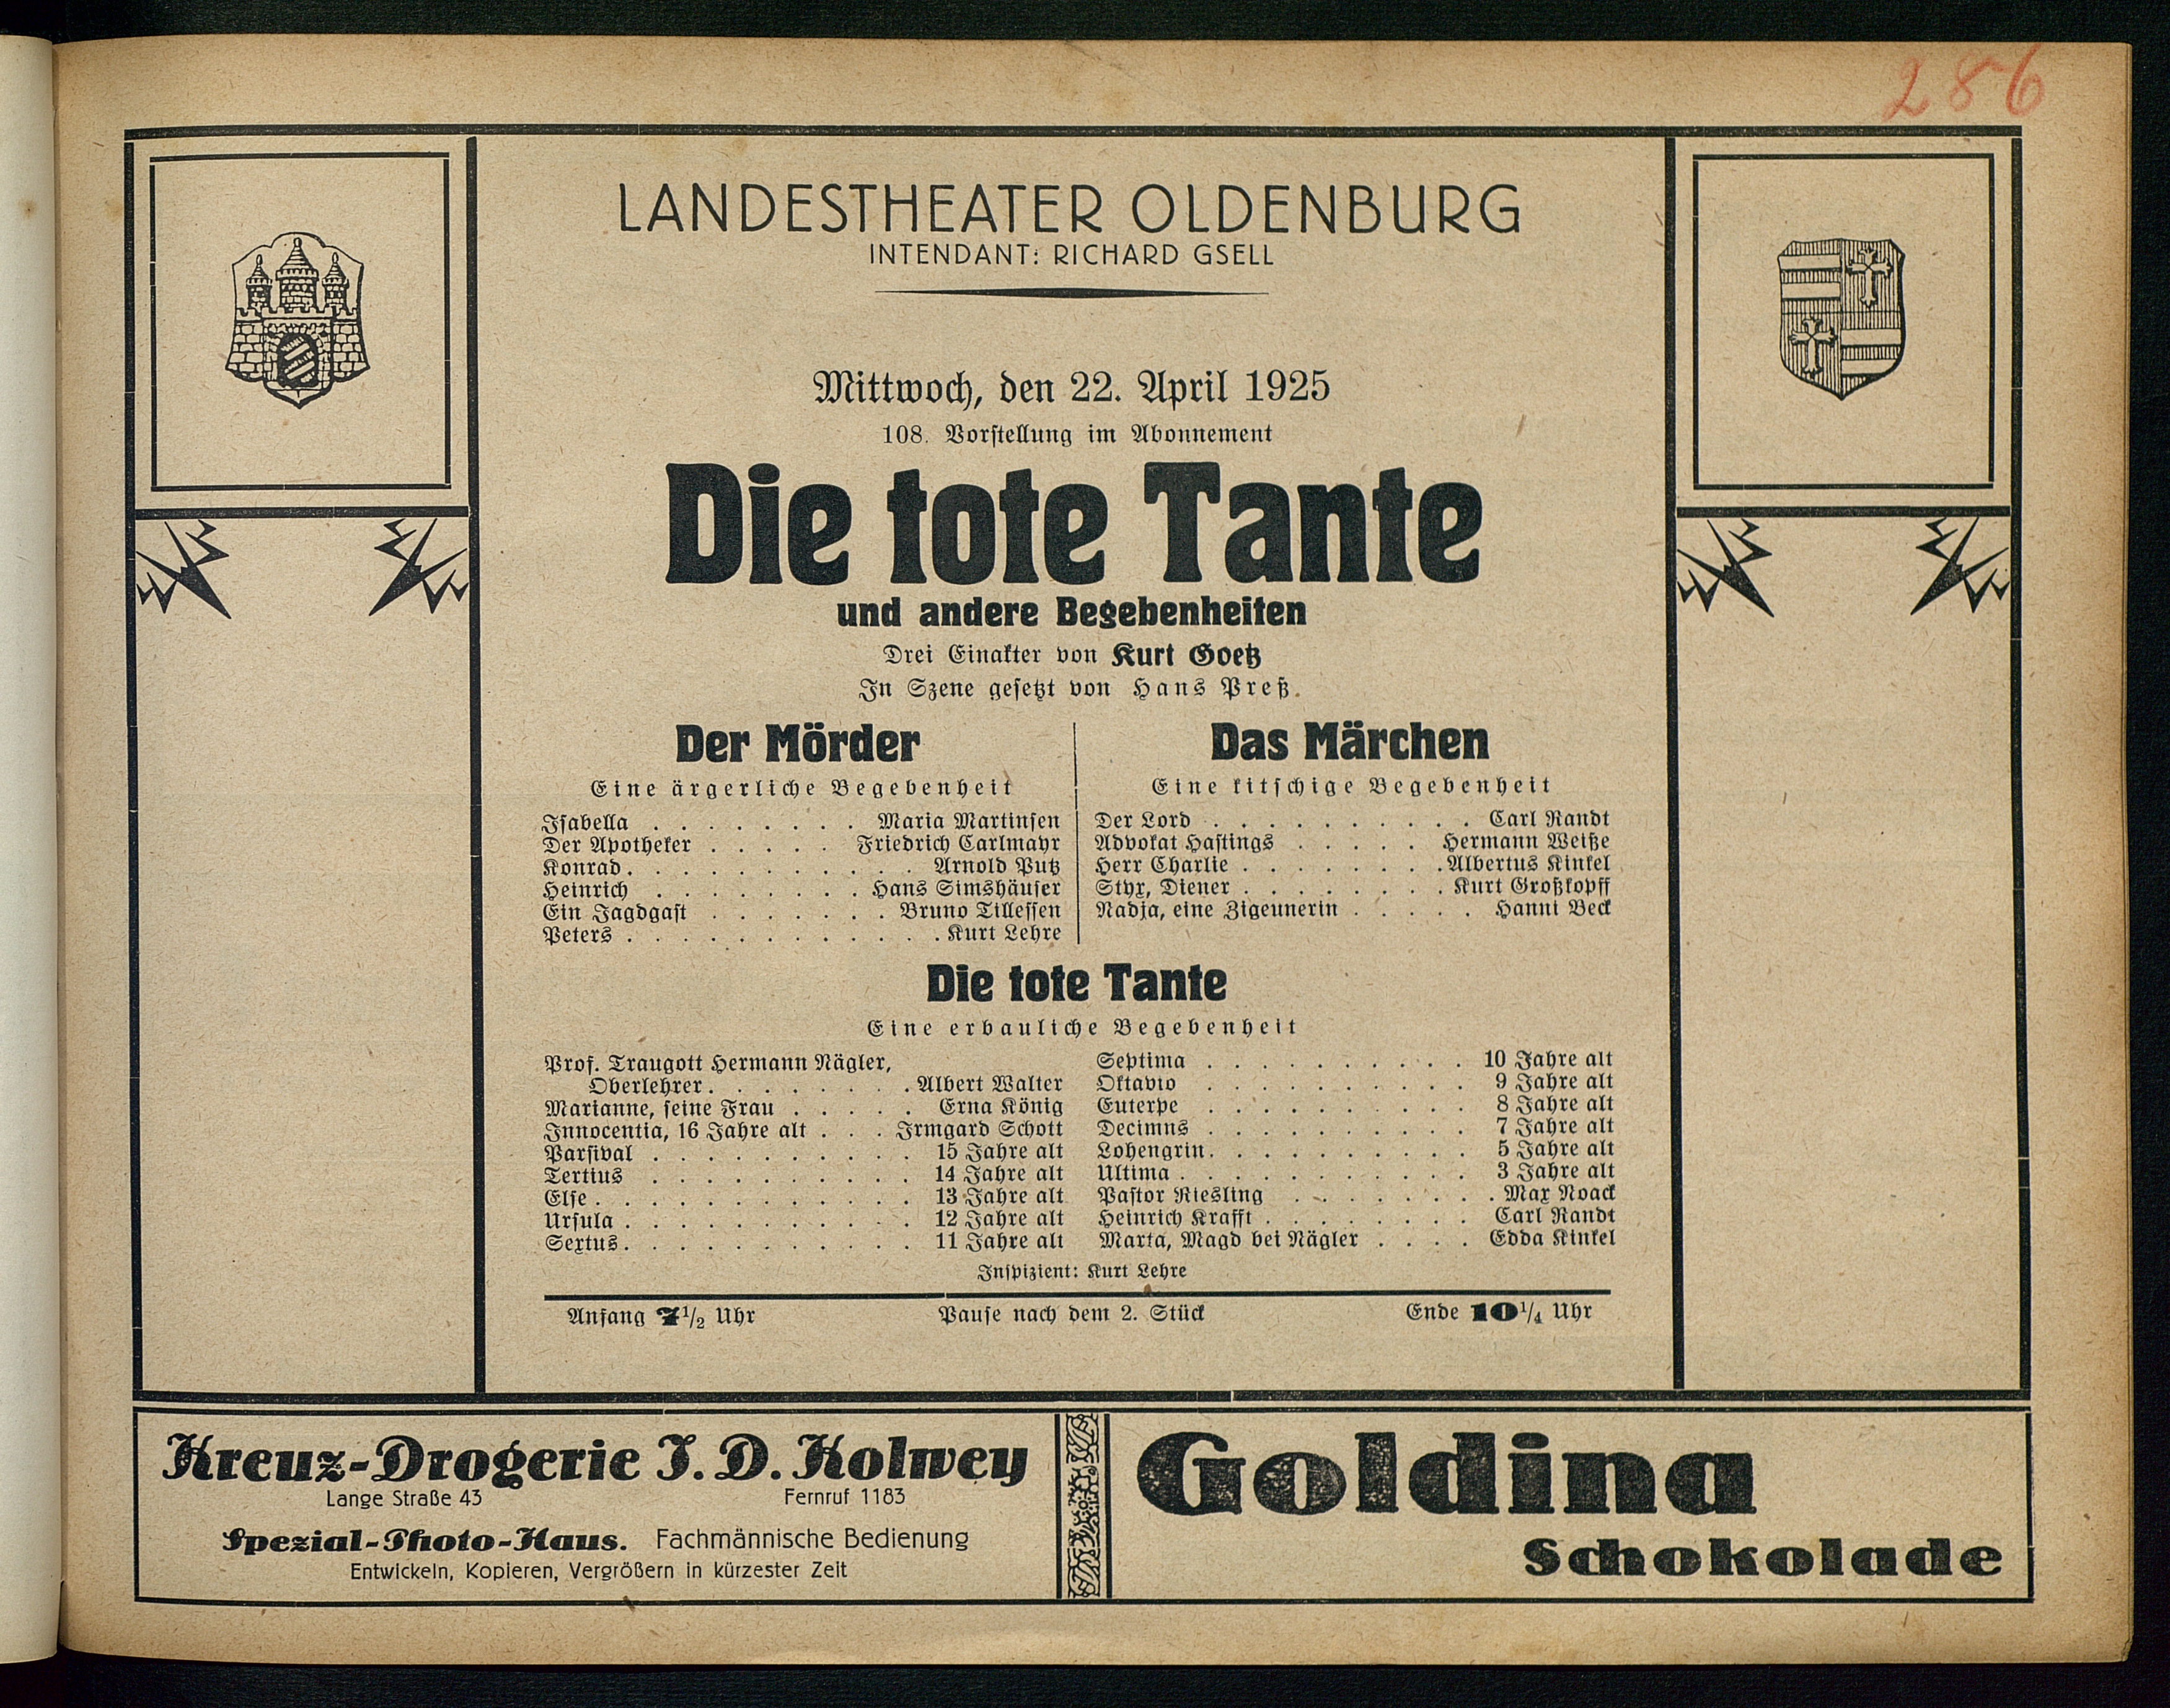 286
LANDESTHEATER OLDENBURG
INTENDANT: RICHARD GSELL
Mittwoch, den 22. April 1925
108. Vorstellung im Abonnement
Die tote Tante
und andere Begebenheiten
Drei Einakter von Kurt Goetz
In Szene gesetzt von Hans Preß.
Der Mörder
Eine ärgerliche Begebenheit
Isabella . . . . . . . . Maria Martinsen
Der Apotheker . . . . . Friedrich Carlmayr
Konrad. . . . . . . . . . . Arnold Putz
Heinrich . . . . . . . . Hans Simshäuser
Ein Jagdgast . . . . . . . Bruno Tillessen
Peters . . . . . . . . . . . . Kurt Lehre
Das Märchen
Eine kitschige Begebenheit
Der Lord . . . . . . . . . . Carl Randt
Advokat Hastings . . . . . Hermann Weiße
Herr Charlie . . . . . . . . Albertus Kinkel
Styx, Diener . . . . . . . . Kurt Großkopff
Nadja, eine Zigeunerin . . . . . Hanni Beck
Die tote Tante
Eine erbauliche Begebenheit
Prof. Traugott Hermann Nägler,
Oberlehrer. . . . . . . . Albert Walter
Marianne, seine Frau . . . . . Erna König
Innocentia, 16 Jahre alt . . . Irmgard Schott
Parsival . . . . . . . . . . 15 Jahre alt
Tertius . . . . . . . . . . 14 Jahre alt
Else . . . . . . . . . . . . 13 Jahre alt
Ursula . . . . . . . . . . . 12 Jahre alt
Sextus. . . . . . . . . . . 11 Jahre alt
Septima . . . . . . . . . . 10 Jahre alt
Oktavio . . . . . . . . . . 9 Jahre alt
Euterpe . . . . . . . . . . 8 Jahre alt
Decimns . . . . . . . . . . 7 Jahre alt
Lohengrin. . . . . . . . . . 5 Jahre alt
Ultima . . . . . . . . . . . 3 Jahre alt
Pastor Riesling . . . . . . . . Max Noack
Heinrich Krafft . . . . . . . . Carl Randt
Marta, Magd bei Nägler . . . . Edda Kinkel
Inspizient: Kurt Lehre
Anfang 7 1/2 Uhr Pause nach dem 2. Stück Ende 10 1/4 Uhr
Kreuz-Drogerie J. D. Kolwey
Lange Straße 43 Fernruf 1183
Spezial-Photo-Haus. Fachmännische Bedienung
Entwickeln, Kopieren, Vergrößern in kürzester Zeit
Goldina
Schokolade